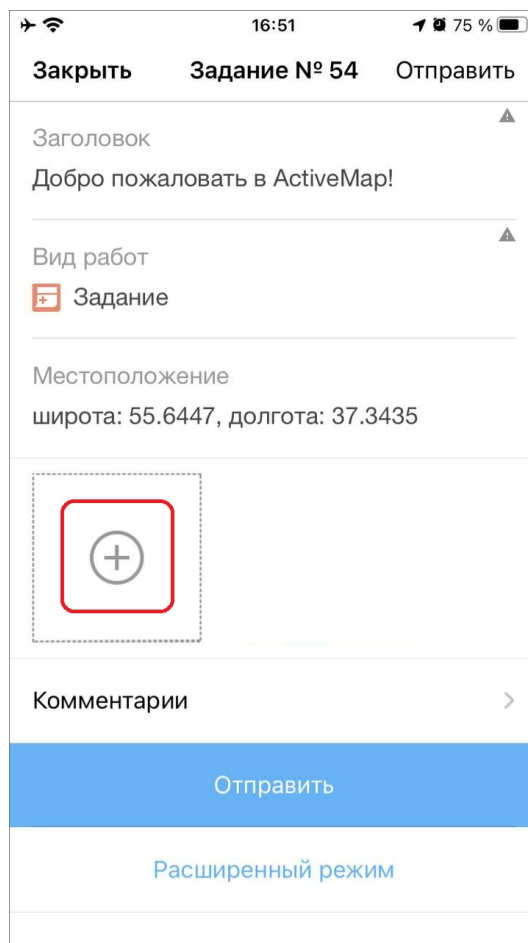 16:51
75 %
Закрыть Задание № 54 Отправить
Заголовок
Добро пожаловать в ActiveMap!
Вид работ
Задание
Местоположение
широта: 55.6447, долгота: 37.3435
Комментарии
Отправить
Расширенный режим